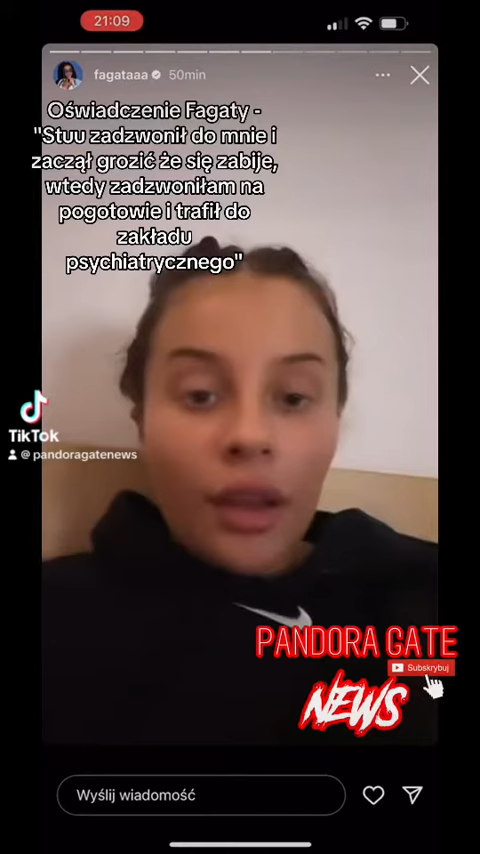 21:09
fagataaa
50min
Oświadczenie Fagaty -
"Stuu zadzwonił do mnie i
zaczął grozić że się zabije,
wtedy zadzwoniłam na
pogotowie i trafił do
zakładu
psychiatrycznego"
TikTok
@pandoragatenews
PANDORA GATE
Subskrybuj
NEWS
Wyślij wiadomość